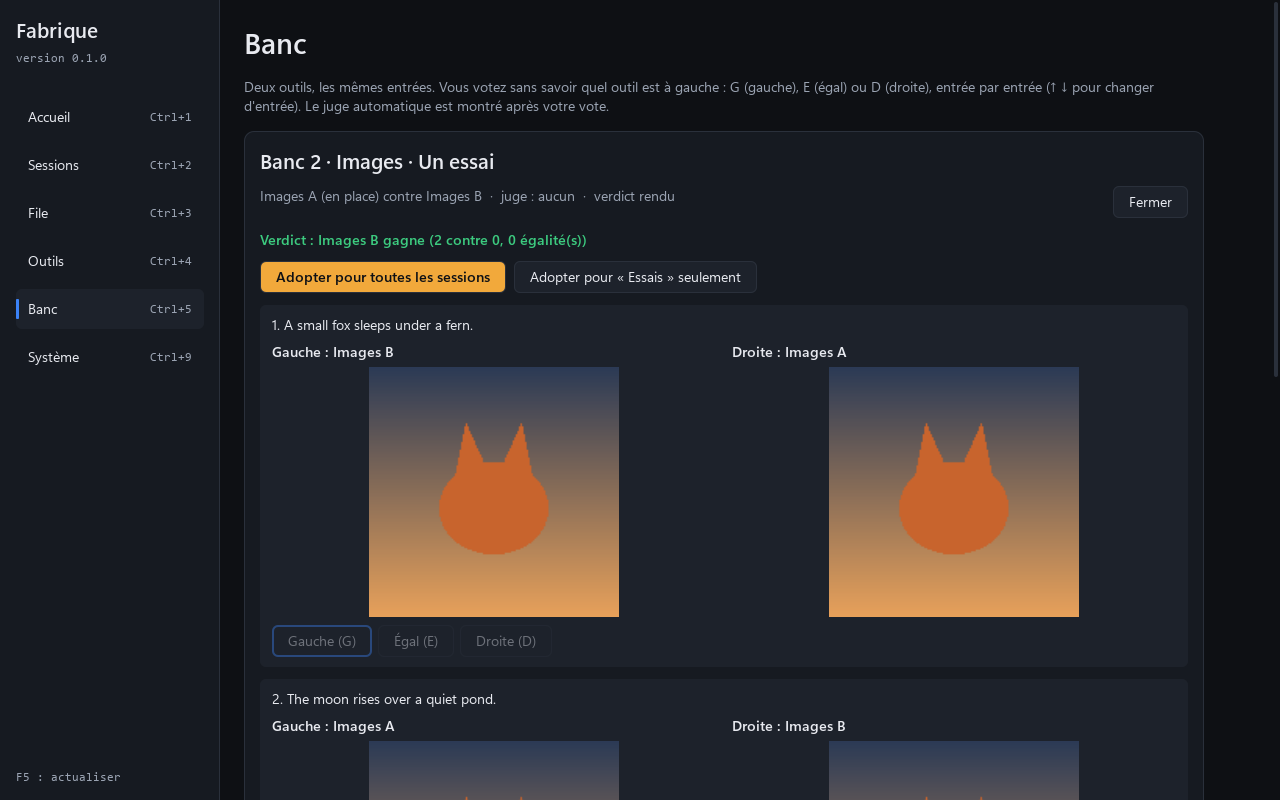 Fabrique
version 0.1.0
Accueil Ctrl+1
Sessions Ctrl+2
File Ctrl+3
Outils Ctrl+4
Banc Ctrl+5
Système Ctrl+9
F5 : actualiser
Banc
Deux outils, les mêmes entrées. Vous votez sans savoir quel outil est à gauche : G (gauche), E (égal) ou D (droite), entrée par entrée (↑ ↓ pour changer
d'entrée). Le juge automatique est montré après votre vote.
Banc 2 · Images · Un essai
Images A (en place) contre Images B · juge : aucun · verdict rendu
Fermer
Verdict : Images B gagne (2 contre 0, 0 égalité(s))
Adopter pour toutes les sessions
Adopter pour « Essais » seulement
1. A small fox sleeps under a fern.
Gauche : Images B
Droite : Images A
Gauche (G)
Égal (E)
Droite (D)
2. The moon rises over a quiet pond.
Gauche : Images A
Droite : Images B